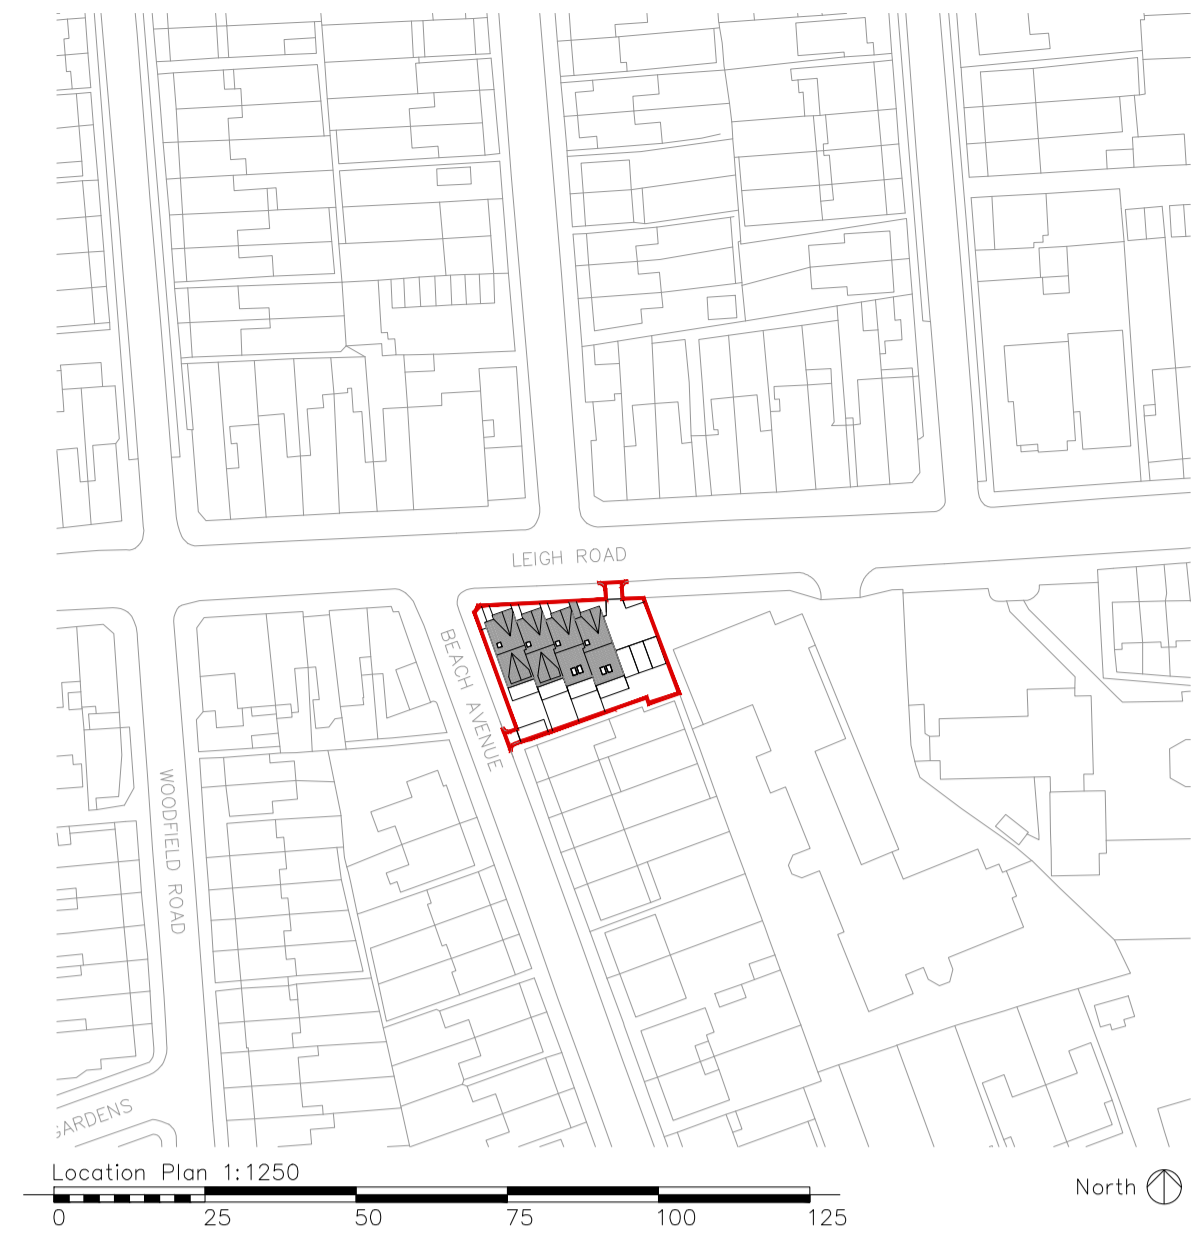 LEIGH ROAD
BEACH AVENUE
WOODFIELD ROAD
GARDENS
Location Plan 1:1250
0 25 50 75 100 125
North